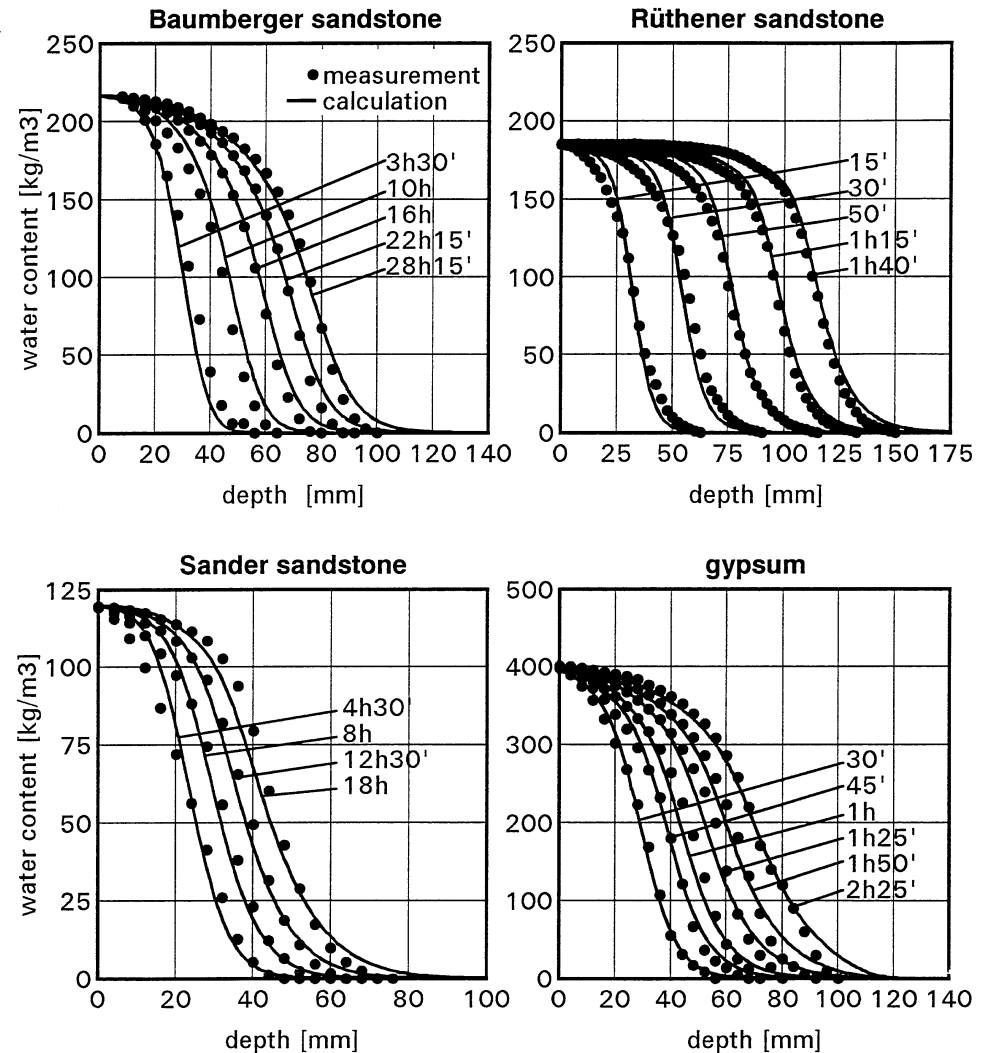 Baumberger sandstone
250
200
150
100
50
0
water content [kg/m3]
measurement
calculation
3h30'
10h
16h
22h15'
28h15'
0 20 40 60 80 100 120 140
depth [mm]
Rüthener sandstone
250
200
150
100
50
0
15'
30'
50'
1h15'
1h40'
0 25 50 75 100 125 150 175
depth [mm]
Sander sandstone
125
100
75
50
25
0
water content [kg/m3]
4h30'
8h
12h30'
18h
0 20 40 60 80 100
depth [mm]
gypsum
500
400
300
200
100
0
30'
45'
1h
1h25'
1h50'
2h25'
0 20 40 60 80 100 120 140
depth [mm]